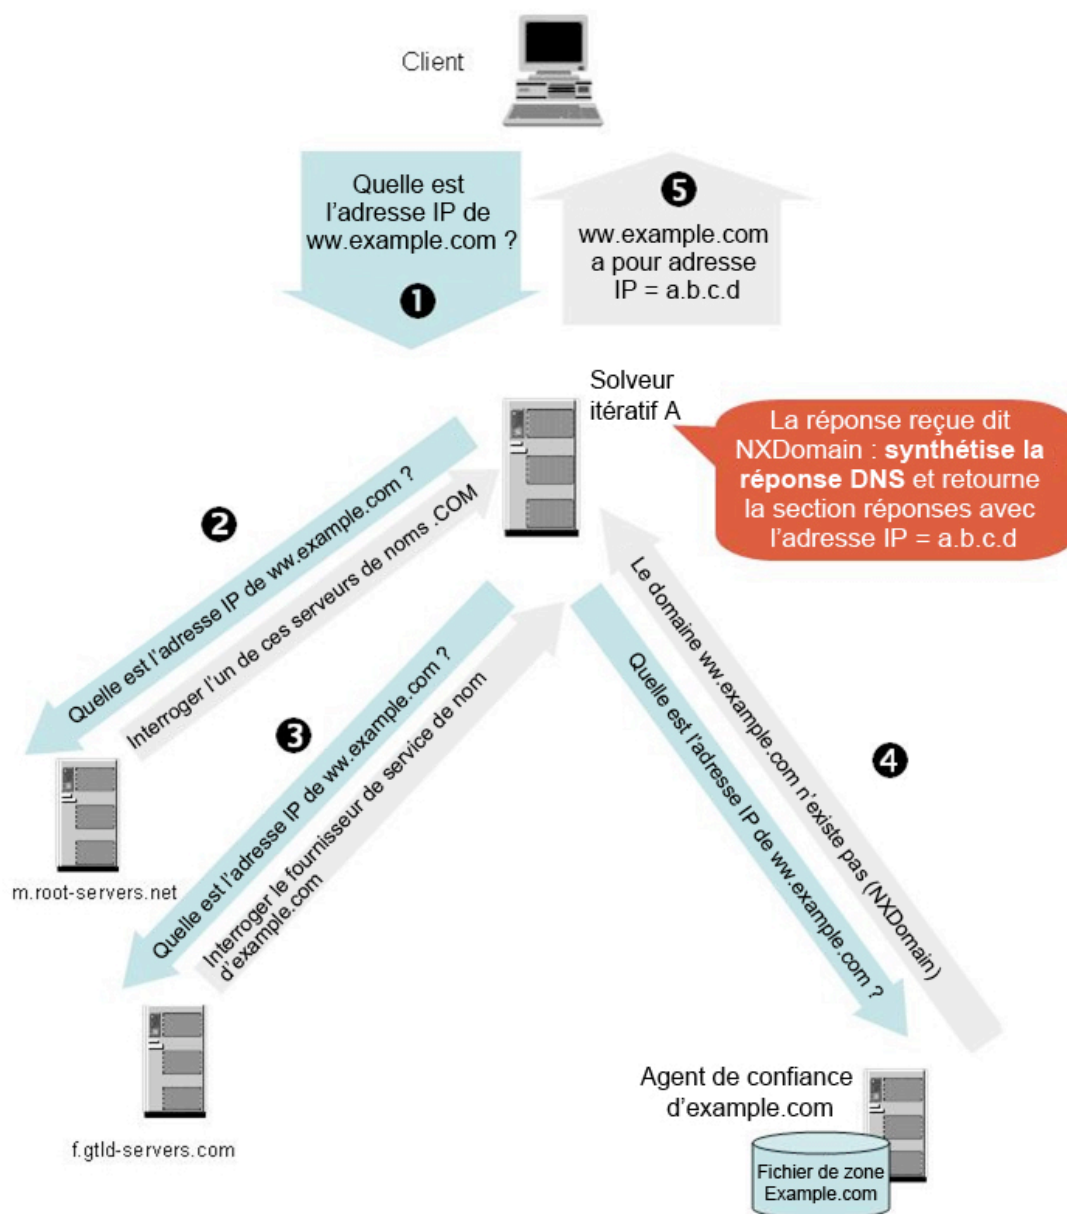 Client
Quelle est
l'adresse IP de
ww.example.com ?
❶
❺
ww.example.com
a pour adresse
IP = a.b.c.d
Solveur
itératif A
La réponse reçue dit
NXDomain : synthétise la
réponse DNS et retourne
la section réponses avec
l'adresse IP = a.b.c.d
❷
Quelle est l'adresse IP de ww.example.com ?
Interroger l'un de ces serveurs de noms .COM
m.root-servers.net
❸
Quelle est l'adresse IP de ww.example.com ?
Interroger le fournisseur de service de nom
d'example.com
f.gtld-servers.com
❹
Le domaine ww.example.com n'existe pas (NXDomain)
Quelle est l'adresse IP de ww.example.com ?
Agent de confiance
d'example.com
Fichier de zone
Example.com